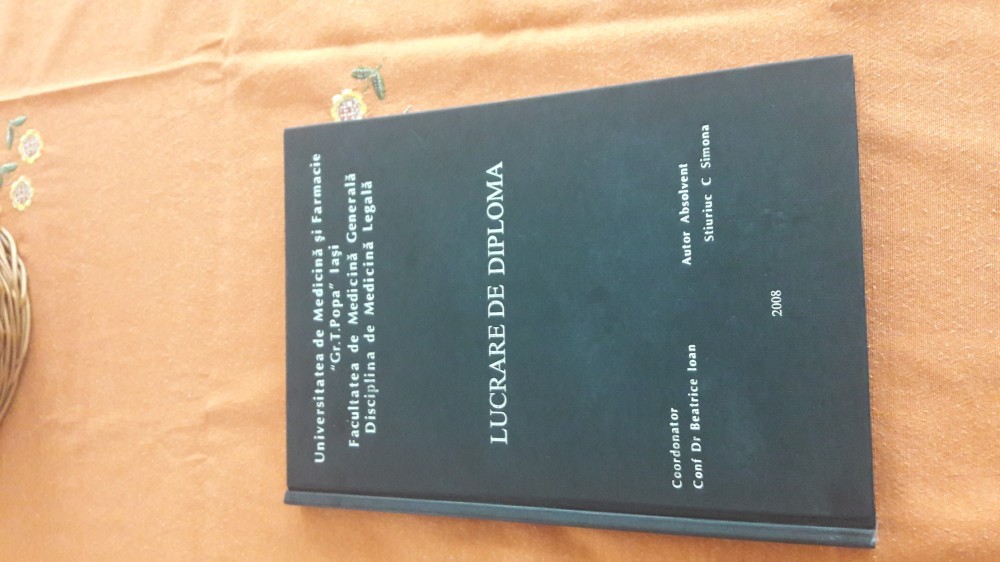 Universitatea de Medicină şi Farmacie
"Gr.T.Popa" Iaşi
Facultatea de Medicină Generală
Disciplina de Medicină Legală
LUCRARE DE DIPLOMA
Coordonator
Conf Dr Beatrice Ioan
Autor Absolvent
Stiuriuc C Simona
2008